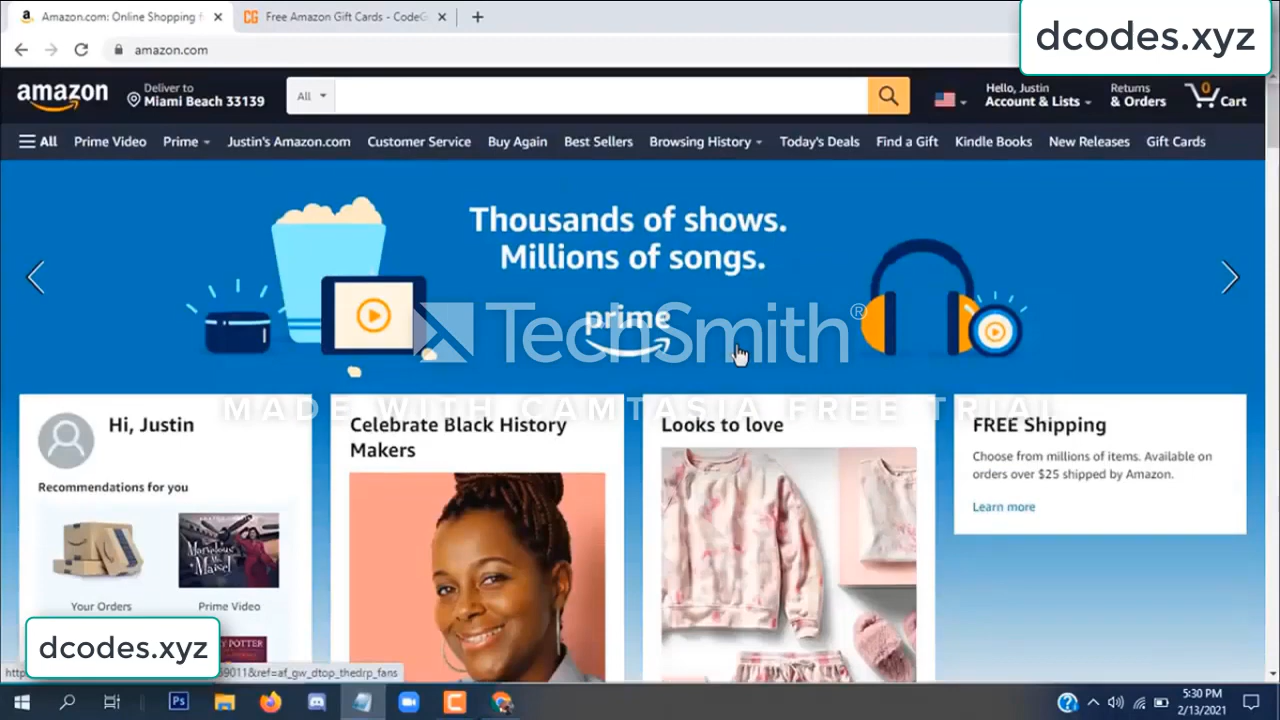 Amazon.com: Online Shopping f
Free Amazon Gift Cards - CodeG
dcodes.xyz
amazon.com
amazon
Deliver to
Miami Beach 33139
All
Hello, Justin
Account & Lists
Returns
& Orders
0
Cart
All
Prime Video
Prime
Justin's Amazon.com
Customer Service
Buy Again
Best Sellers
Browsing History
Today's Deals
Find a Gift
Kindle Books
New Releases
Gift Cards
Thousands of shows.
Millions of songs.
prime
TechSmith®
MADE WITH CAMTASIA FREE TRIAL
Hi, Justin
Recommendations for you
Your Orders
Prime Video
Celebrate Black History
Makers
Looks to love
FREE Shipping
Choose from millions of items. Available on
orders over $25 shipped by Amazon.
Learn more
dcodes.xyz
9011&ref=af_gw_dtop_thedrp_fans
Ps
5:30 PM
2/13/2021